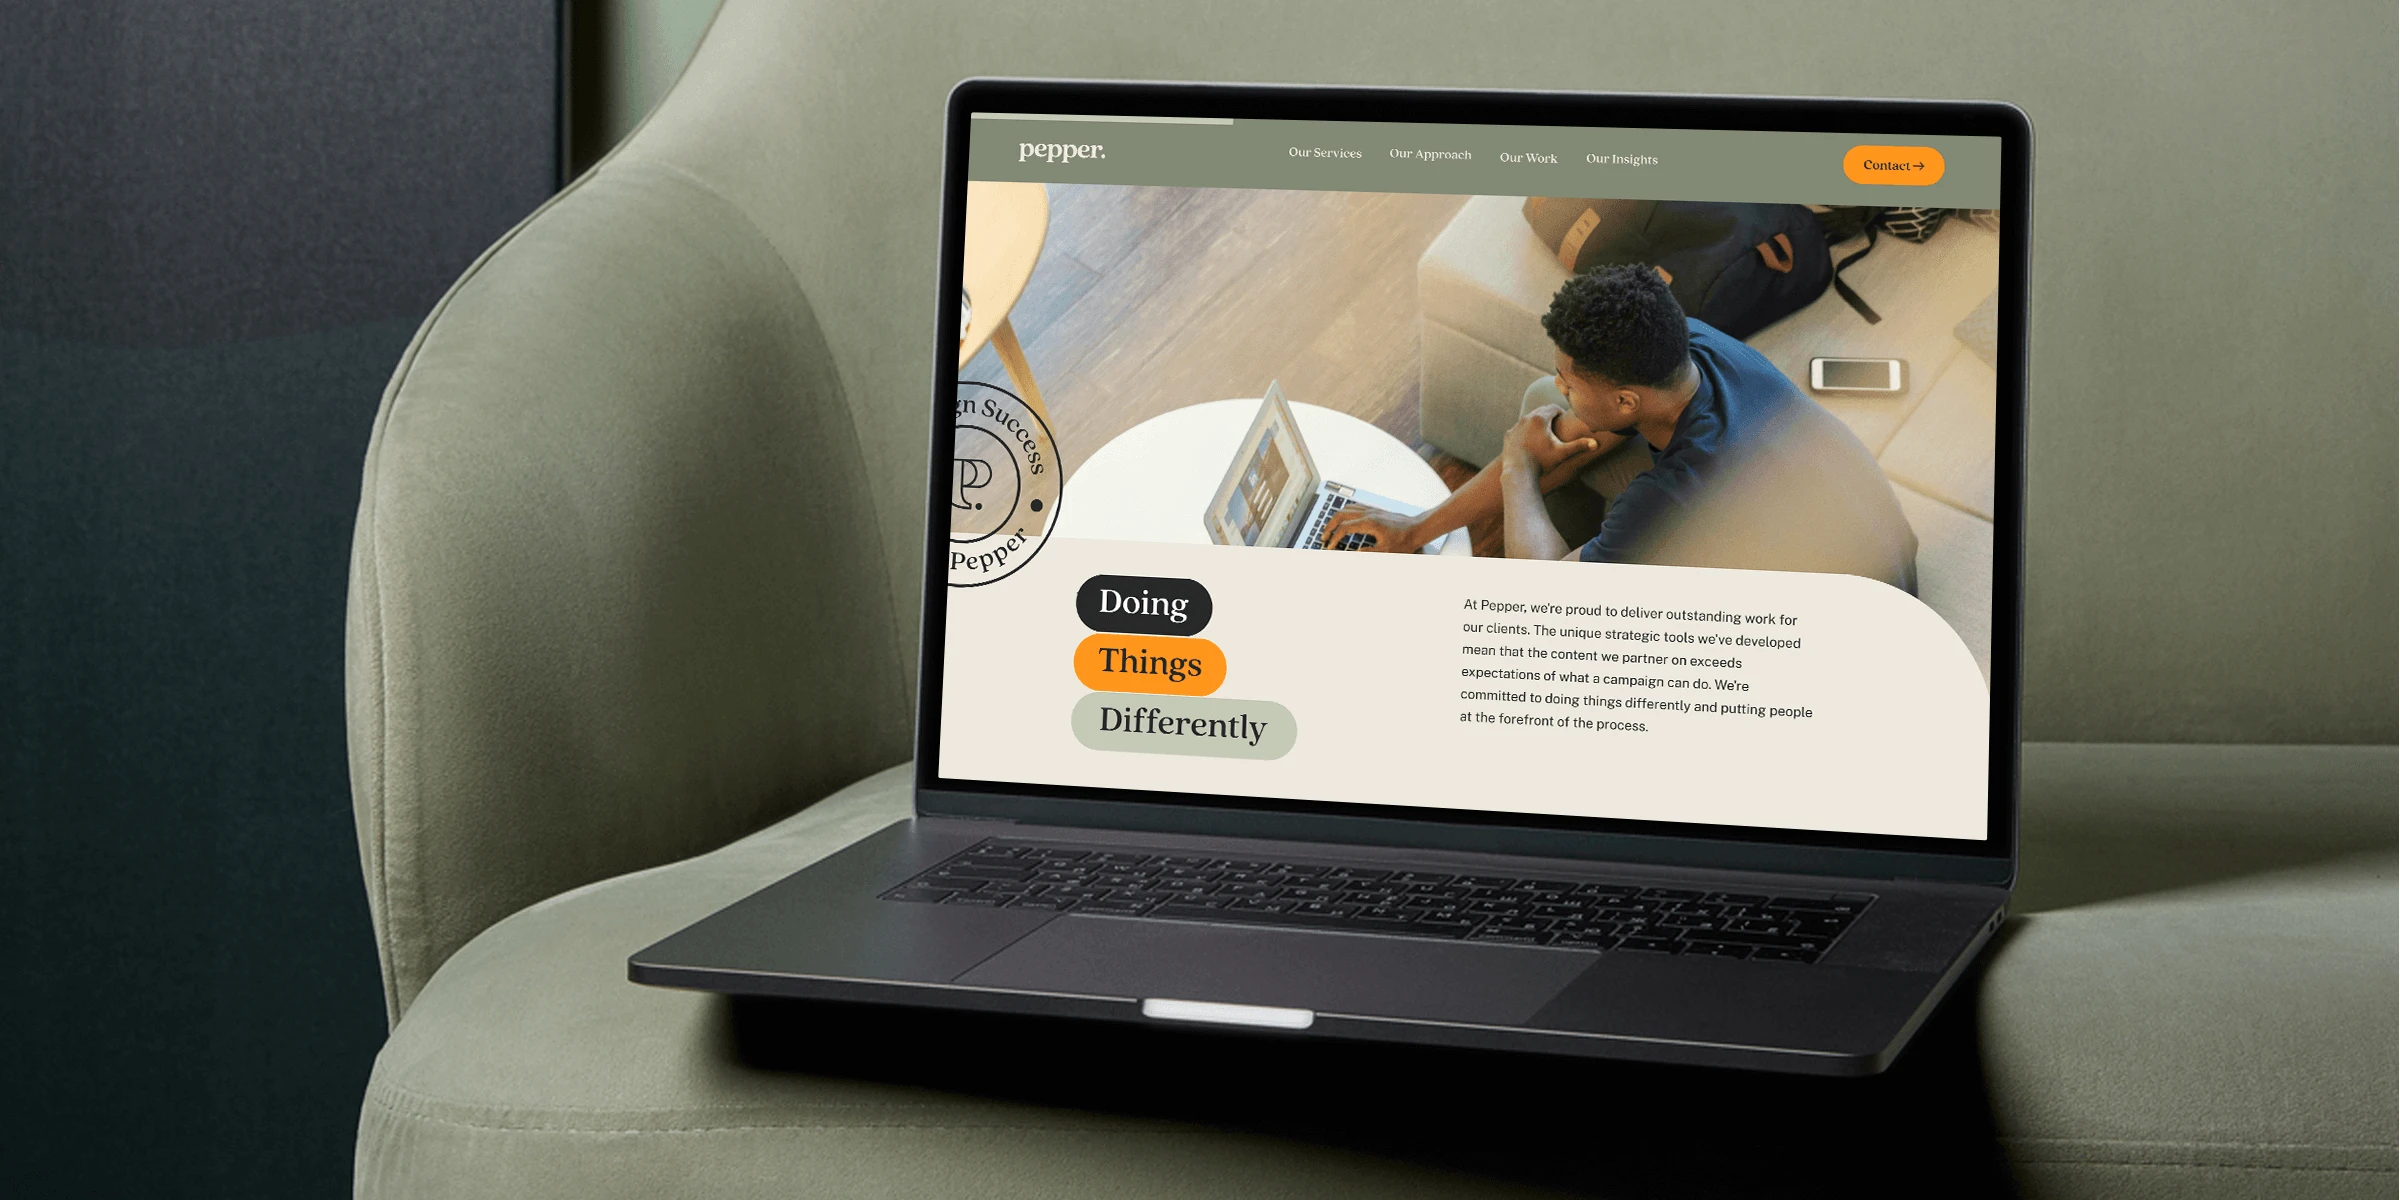 pepper.
Our Services
Our Approach
Our Work
Our Insights
Contact →
gn Success
P.
Pepper
Doing
Things
Differently
At Pepper, we're proud to deliver outstanding work for
our clients. The unique strategic tools we've developed
mean that the content we partner on exceeds
expectations of what a campaign can do. We're
committed to doing things differently and putting people
at the forefront of the process.